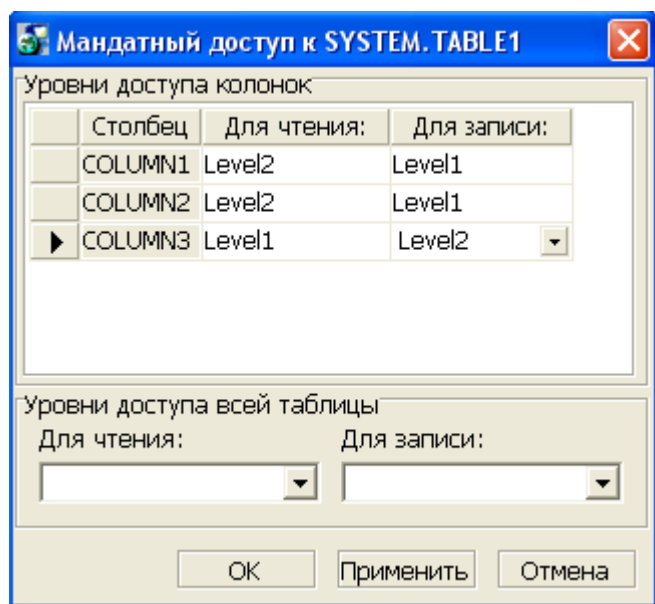 Мандатный доступ к SYSTEM.TABLE1
Уровни доступа колонок
Столбец Для чтения: Для записи:
COLUMN1 Level2 Level1
COLUMN2 Level2 Level1
COLUMN3 Level1 Level2
Уровни доступа всей таблицы
Для чтения: Для записи:
ОК Применить Отмена